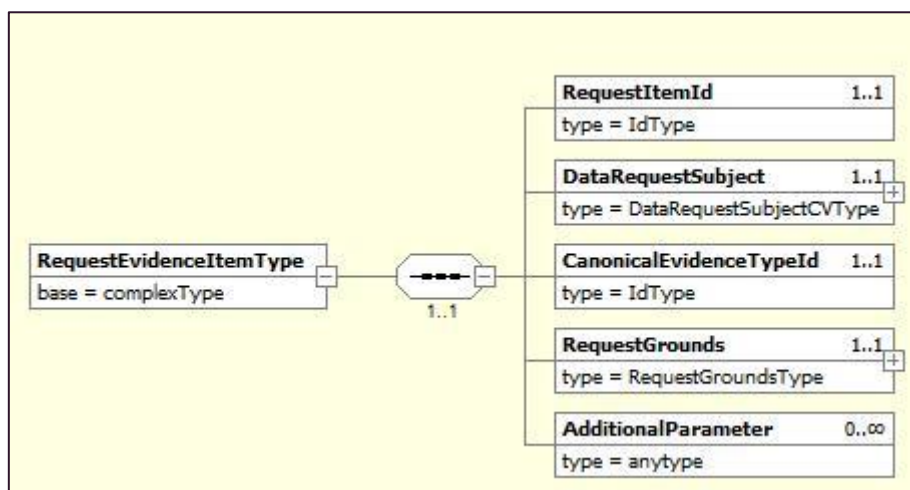 RequestItemId 1..1
type = IdType
DataRequestSubject 1..1
type = DataRequestSubjectCVType
RequestEvidenceItemType
base = complexType
1..1
CanonicalEvidenceTypeId 1..1
type = IdType
RequestGrounds 1..1
type = RequestGroundsType
AdditionalParameter 0..∞
type = anytype